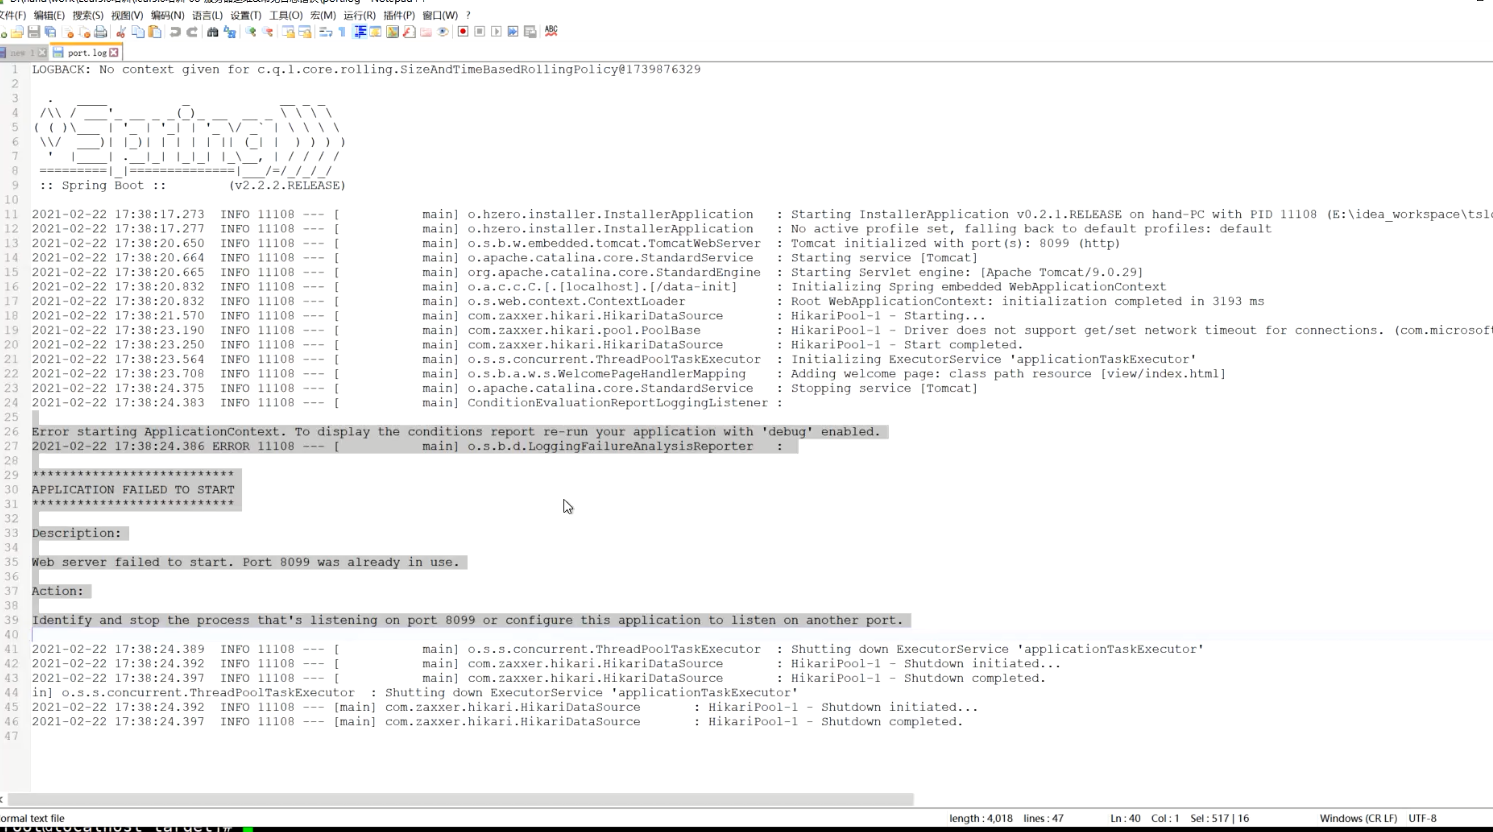 文件(F) 编辑(E) 搜索(S) 视图(V) 编码(N) 语言(L) 设置(T) 工具(O) 宏(M) 运行(R) 插件(P) 窗口(W) ?
new 1 port.log
1 LOGBACK: No context given for c.q.l.core.rolling.SizeAndTimeBasedRollingPolicy@1739876329
2
3   .   ____          _            __ _ _
4  /\\ / ___'_ __ _ _(_)_ __  __ _ \ \ \ \
5 ( ( )\___ | '_ | '_| | '_ \/ _` | \ \ \ \
6  \\/  ___)| |_)| | | | | || (_| |  ) ) ) )
7   '  |____| .__|_| |_|_| |_\__, | / / / /
8  =========|_|==============|___/=/_/_/_/
9  :: Spring Boot ::        (v2.2.2.RELEASE)
10
11 2021-02-22 17:38:17.273  INFO 11108 --- [           main] o.hzero.installer.InstallerApplication   : Starting InstallerApplication v0.2.1.RELEASE on hand-PC with PID 11108 (E:\idea_workspace\tslc
12 2021-02-22 17:38:17.277  INFO 11108 --- [           main] o.hzero.installer.InstallerApplication   : No active profile set, falling back to default profiles: default
13 2021-02-22 17:38:20.650  INFO 11108 --- [           main] o.s.b.w.embedded.tomcat.TomcatWebServer  : Tomcat initialized with port(s): 8099 (http)
14 2021-02-22 17:38:20.664  INFO 11108 --- [           main] o.apache.catalina.core.StandardService   : Starting service [Tomcat]
15 2021-02-22 17:38:20.665  INFO 11108 --- [           main] org.apache.catalina.core.StandardEngine  : Starting Servlet engine: [Apache Tomcat/9.0.29]
16 2021-02-22 17:38:20.832  INFO 11108 --- [           main] o.a.c.c.C.[.[localhost].[/data-init]     : Initializing Spring embedded WebApplicationContext
17 2021-02-22 17:38:20.832  INFO 11108 --- [           main] o.s.web.context.ContextLoader            : Root WebApplicationContext: initialization completed in 3193 ms
18 2021-02-22 17:38:21.570  INFO 11108 --- [           main] com.zaxxer.hikari.HikariDataSource       : HikariPool-1 - Starting...
19 2021-02-22 17:38:23.190  INFO 11108 --- [           main] com.zaxxer.hikari.pool.PoolBase          : HikariPool-1 - Driver does not support get/set network timeout for connections. (com.microsoft
20 2021-02-22 17:38:23.250  INFO 11108 --- [           main] com.zaxxer.hikari.HikariDataSource       : HikariPool-1 - Start completed.
21 2021-02-22 17:38:23.564  INFO 11108 --- [           main] o.s.s.concurrent.ThreadPoolTaskExecutor  : Initializing ExecutorService 'applicationTaskExecutor'
22 2021-02-22 17:38:23.708  INFO 11108 --- [           main] o.s.b.a.w.s.WelcomePageHandlerMapping    : Adding welcome page: class path resource [view/index.html]
23 2021-02-22 17:38:24.375  INFO 11108 --- [           main] o.apache.catalina.core.StandardService   : Stopping service [Tomcat]
24 2021-02-22 17:38:24.383  INFO 11108 --- [           main] ConditionEvaluationReportLoggingListener :
25
26 Error starting ApplicationContext. To display the conditions report re-run your application with 'debug' enabled.
27 2021-02-22 17:38:24.386 ERROR 11108 --- [           main] o.s.b.d.LoggingFailureAnalysisReporter   :
28
29 ***************************
30 APPLICATION FAILED TO START
31 ***************************
32
33 Description:
34
35 Web server failed to start. Port 8099 was already in use.
36
37 Action:
38
39 Identify and stop the process that's listening on port 8099 or configure this application to listen on another port.
40
41 2021-02-22 17:38:24.389  INFO 11108 --- [           main] o.s.s.concurrent.ThreadPoolTaskExecutor  : Shutting down ExecutorService 'applicationTaskExecutor'
42 2021-02-22 17:38:24.392  INFO 11108 --- [           main] com.zaxxer.hikari.HikariDataSource       : HikariPool-1 - Shutdown initiated...
43 2021-02-22 17:38:24.397  INFO 11108 --- [           main] com.zaxxer.hikari.HikariDataSource       : HikariPool-1 - Shutdown completed.
44 in] o.s.s.concurrent.ThreadPoolTaskExecutor  : Shutting down ExecutorService 'applicationTaskExecutor'
45 2021-02-22 17:38:24.392  INFO 11108 --- [main] com.zaxxer.hikari.HikariDataSource       : HikariPool-1 - Shutdown initiated...
46 2021-02-22 17:38:24.397  INFO 11108 --- [main] com.zaxxer.hikari.HikariDataSource       : HikariPool-1 - Shutdown completed.
47
ormal text file length : 4,018 lines : 47 Ln : 40 Col : 1 Sel : 517 | 16 Windows (CR LF) UTF-8